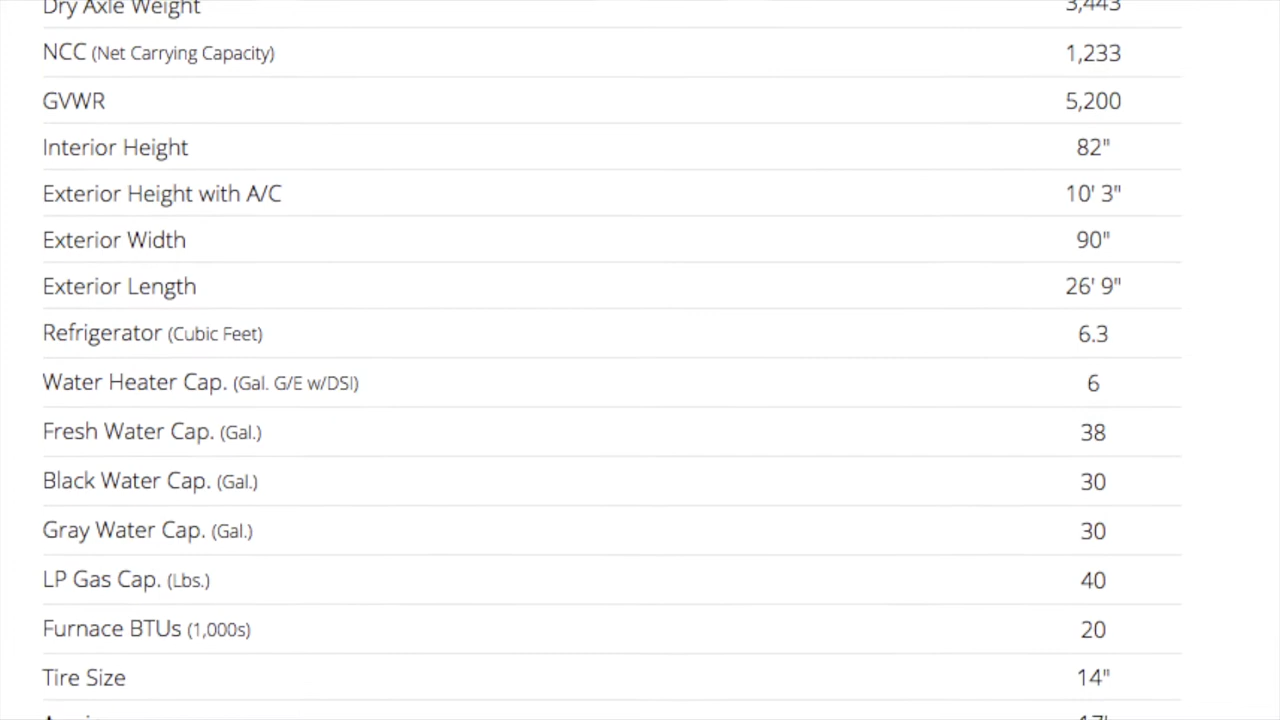 Dry Axle Weight 3,443
NCC (Net Carrying Capacity) 1,233
GVWR 5,200
Interior Height 82"
Exterior Height with A/C 10' 3"
Exterior Width 90"
Exterior Length 26' 9"
Refrigerator (Cubic Feet) 6.3
Water Heater Cap. (Gal. G/E w/DSI) 6
Fresh Water Cap. (Gal.) 38
Black Water Cap. (Gal.) 30
Gray Water Cap. (Gal.) 30
LP Gas Cap. (Lbs.) 40
Furnace BTUs (1,000s) 20
Tire Size 14"